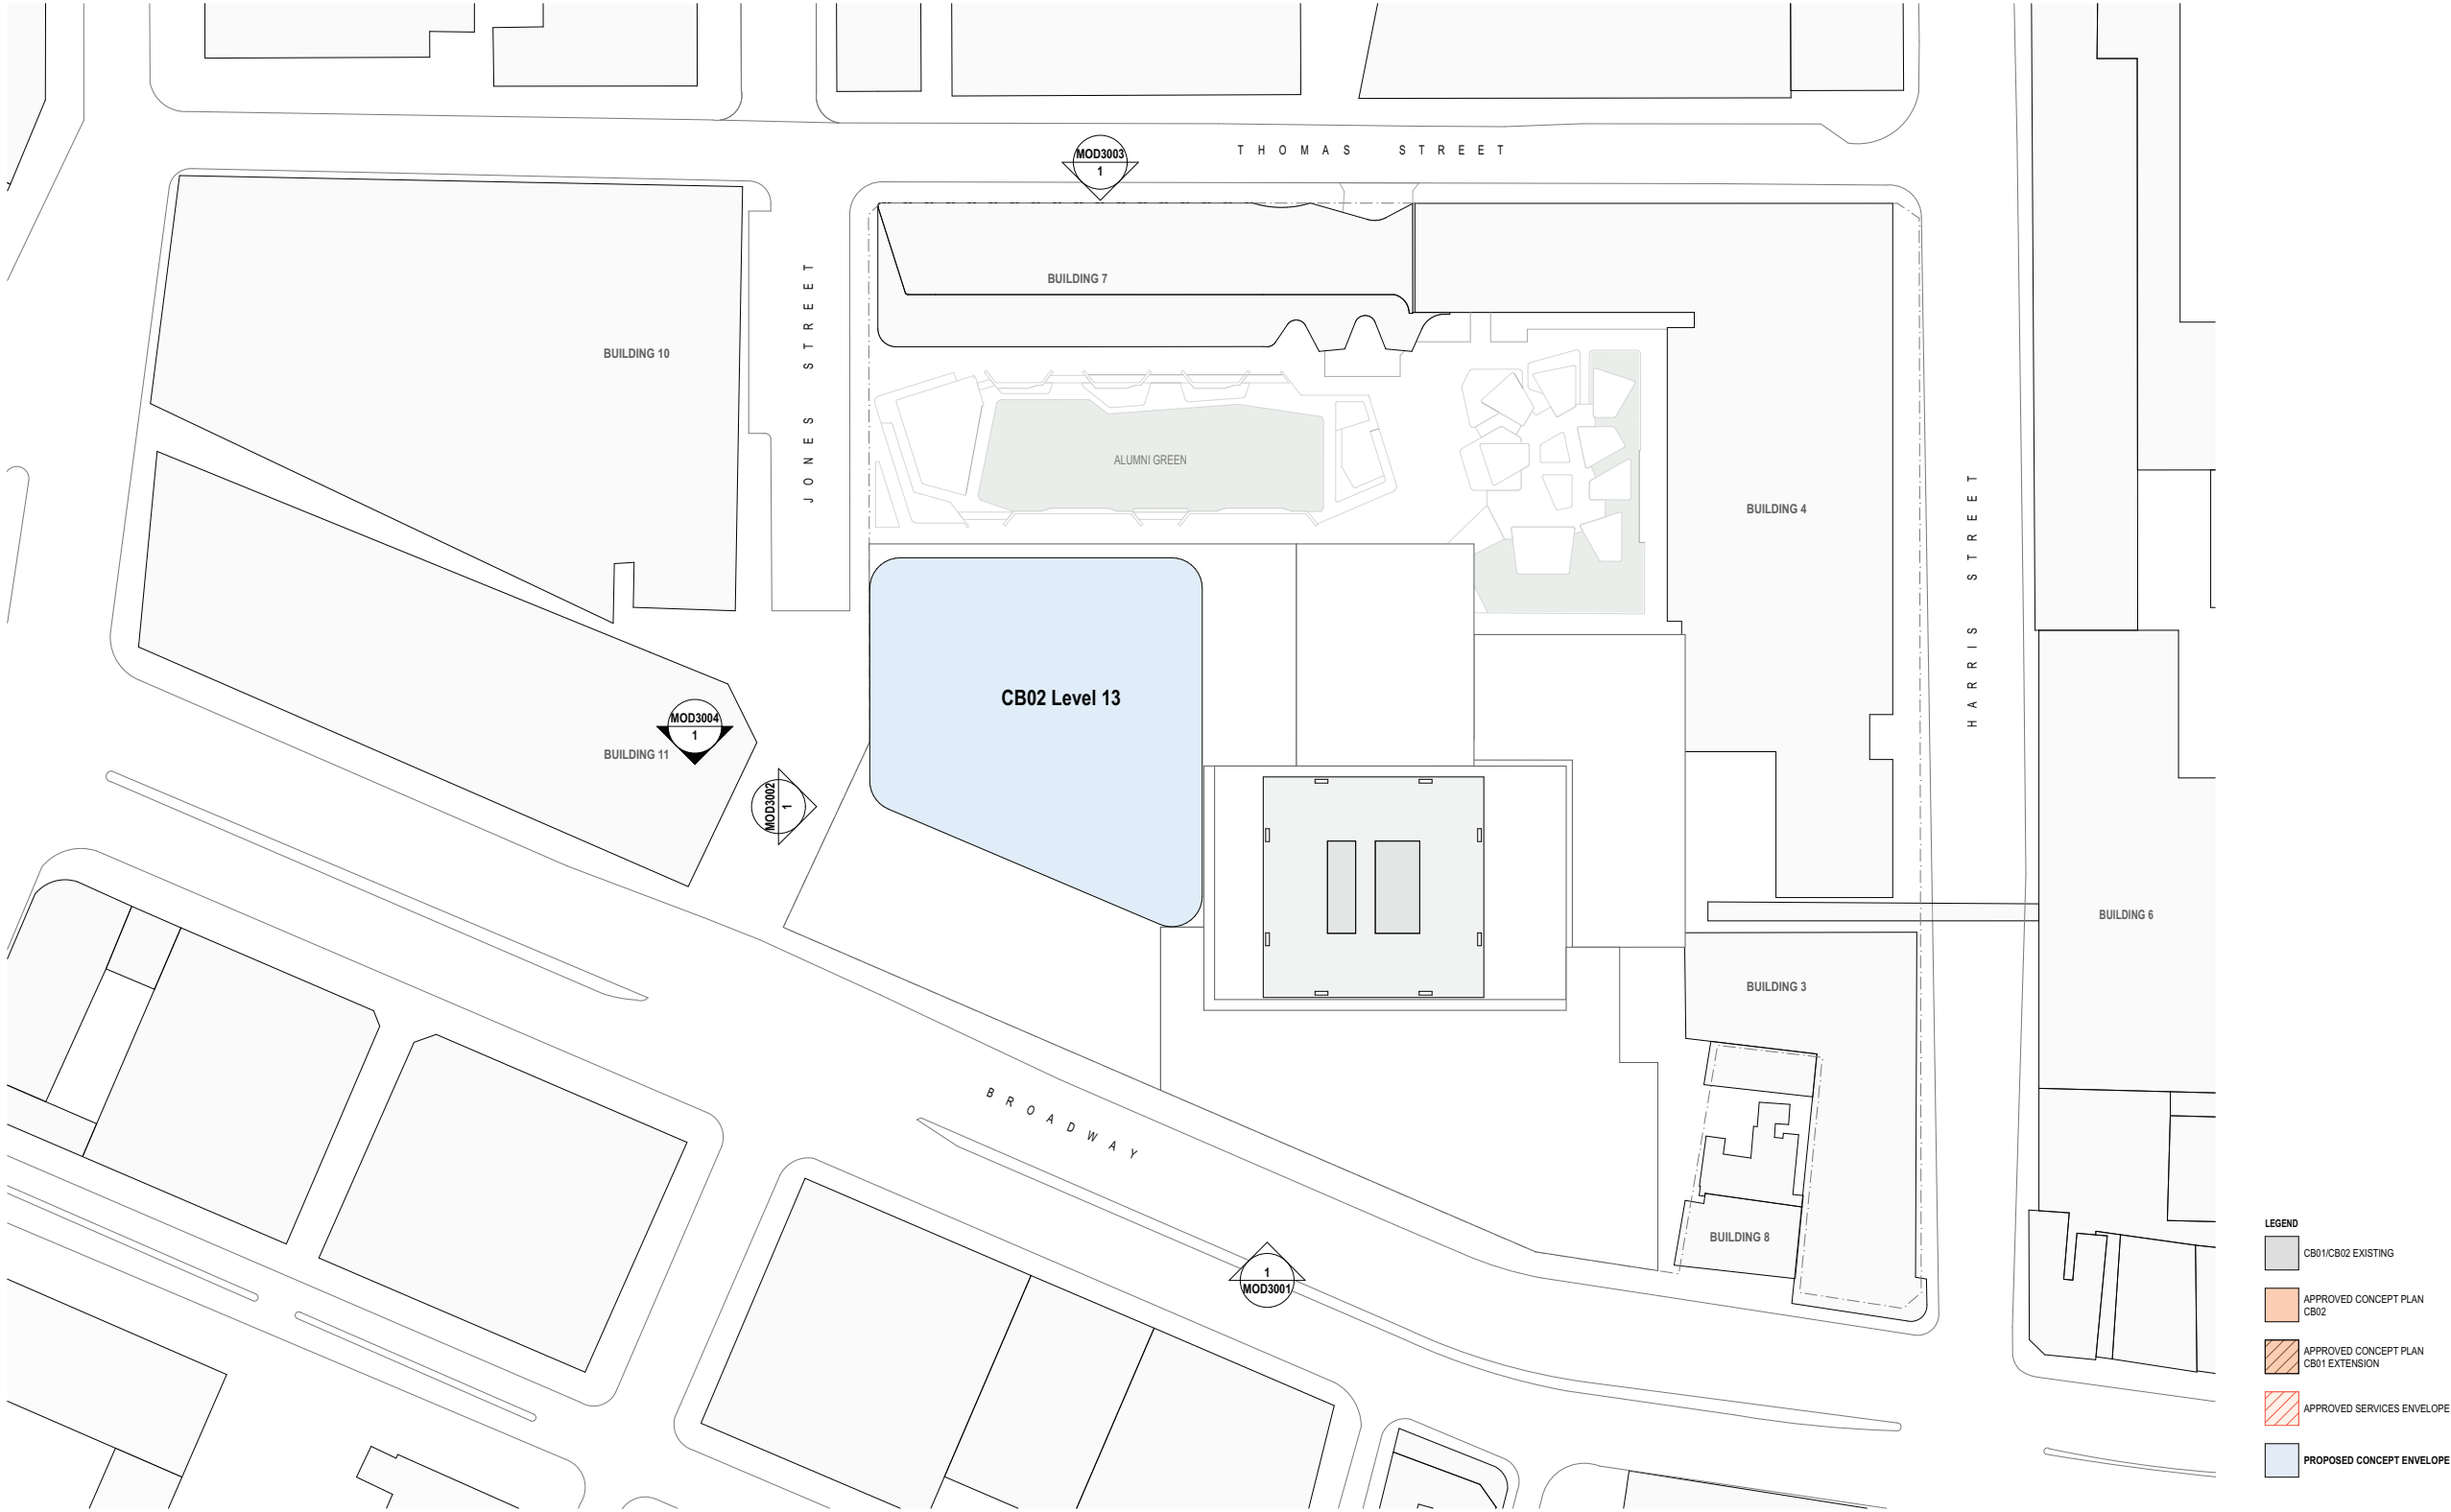 MOD3003
1
THOMAS STREET
BUILDING 7
JONES STREET
BUILDING 10
ALUMNI GREEN
BUILDING 4
HARRIS STREET
CB02 Level 13
MOD3004
1
BUILDING 11
MOD3002
1
BUILDING 6
BUILDING 3
BROADWAY
BUILDING 8
1
MOD3001
LEGEND
CB01/CB02 EXISTING
APPROVED CONCEPT PLAN
CB02
APPROVED CONCEPT PLAN
CB01 EXTENSION
APPROVED SERVICES ENVELOPE
PROPOSED CONCEPT ENVELOPE